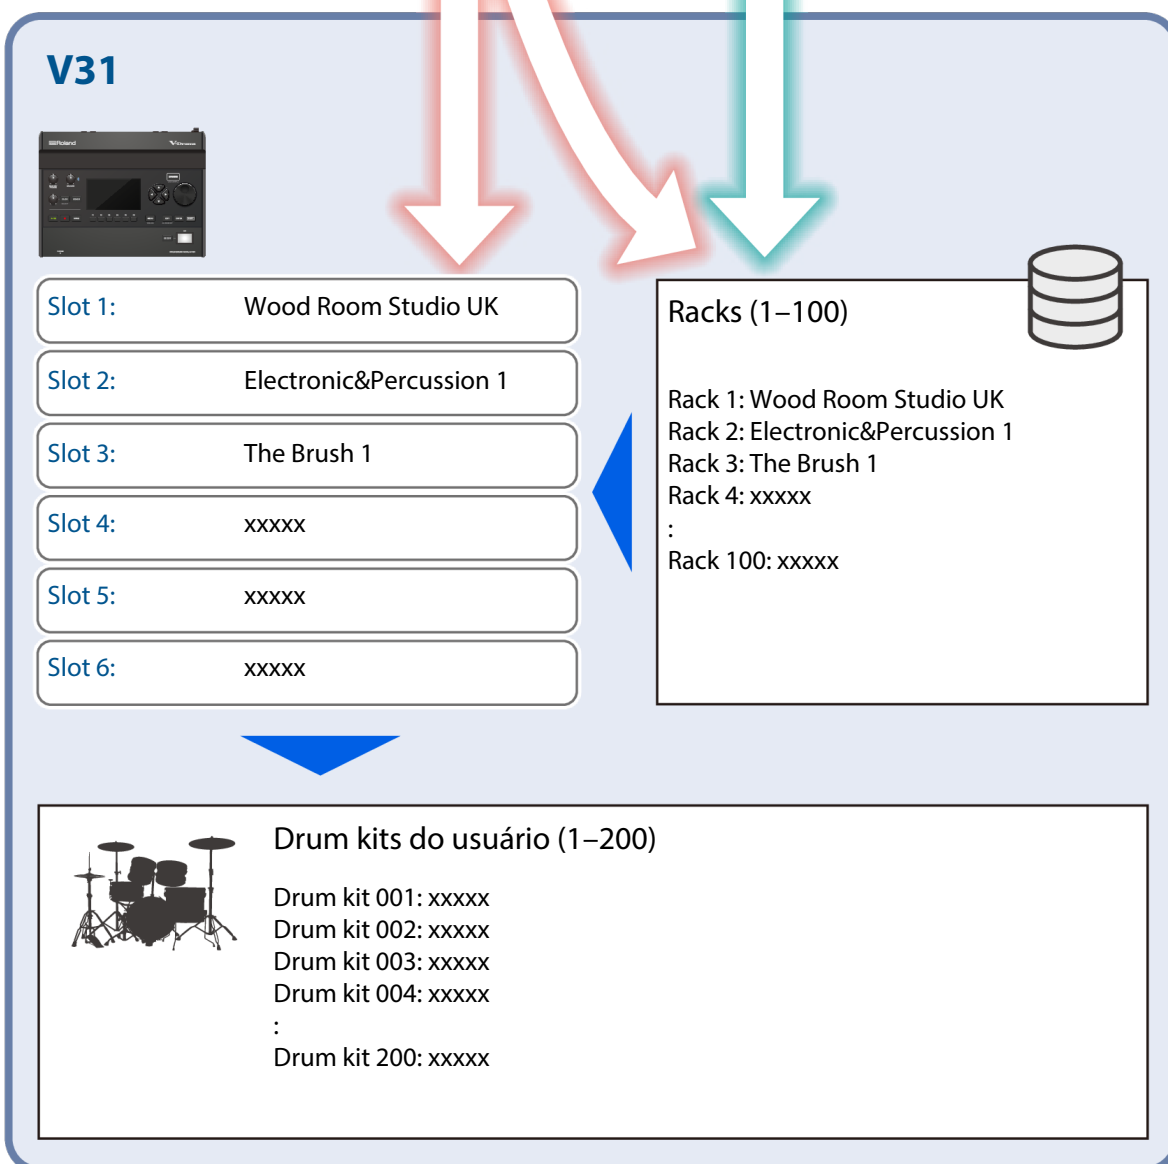 V31
Roland
V-Drums
Slot 1: Wood Room Studio UK
Slot 2: Electronic&Percussion 1
Slot 3: The Brush 1
Slot 4: xxxxx
Slot 5: xxxxx
Slot 6: xxxxx
Racks (1–100)
Rack 1: Wood Room Studio UK
Rack 2: Electronic&Percussion 1
Rack 3: The Brush 1
Rack 4: xxxxx
:
Rack 100: xxxxx
Drum kits do usuário (1–200)
Drum kit 001: xxxxx
Drum kit 002: xxxxx
Drum kit 003: xxxxx
Drum kit 004: xxxxx
:
Drum kit 200: xxxxx